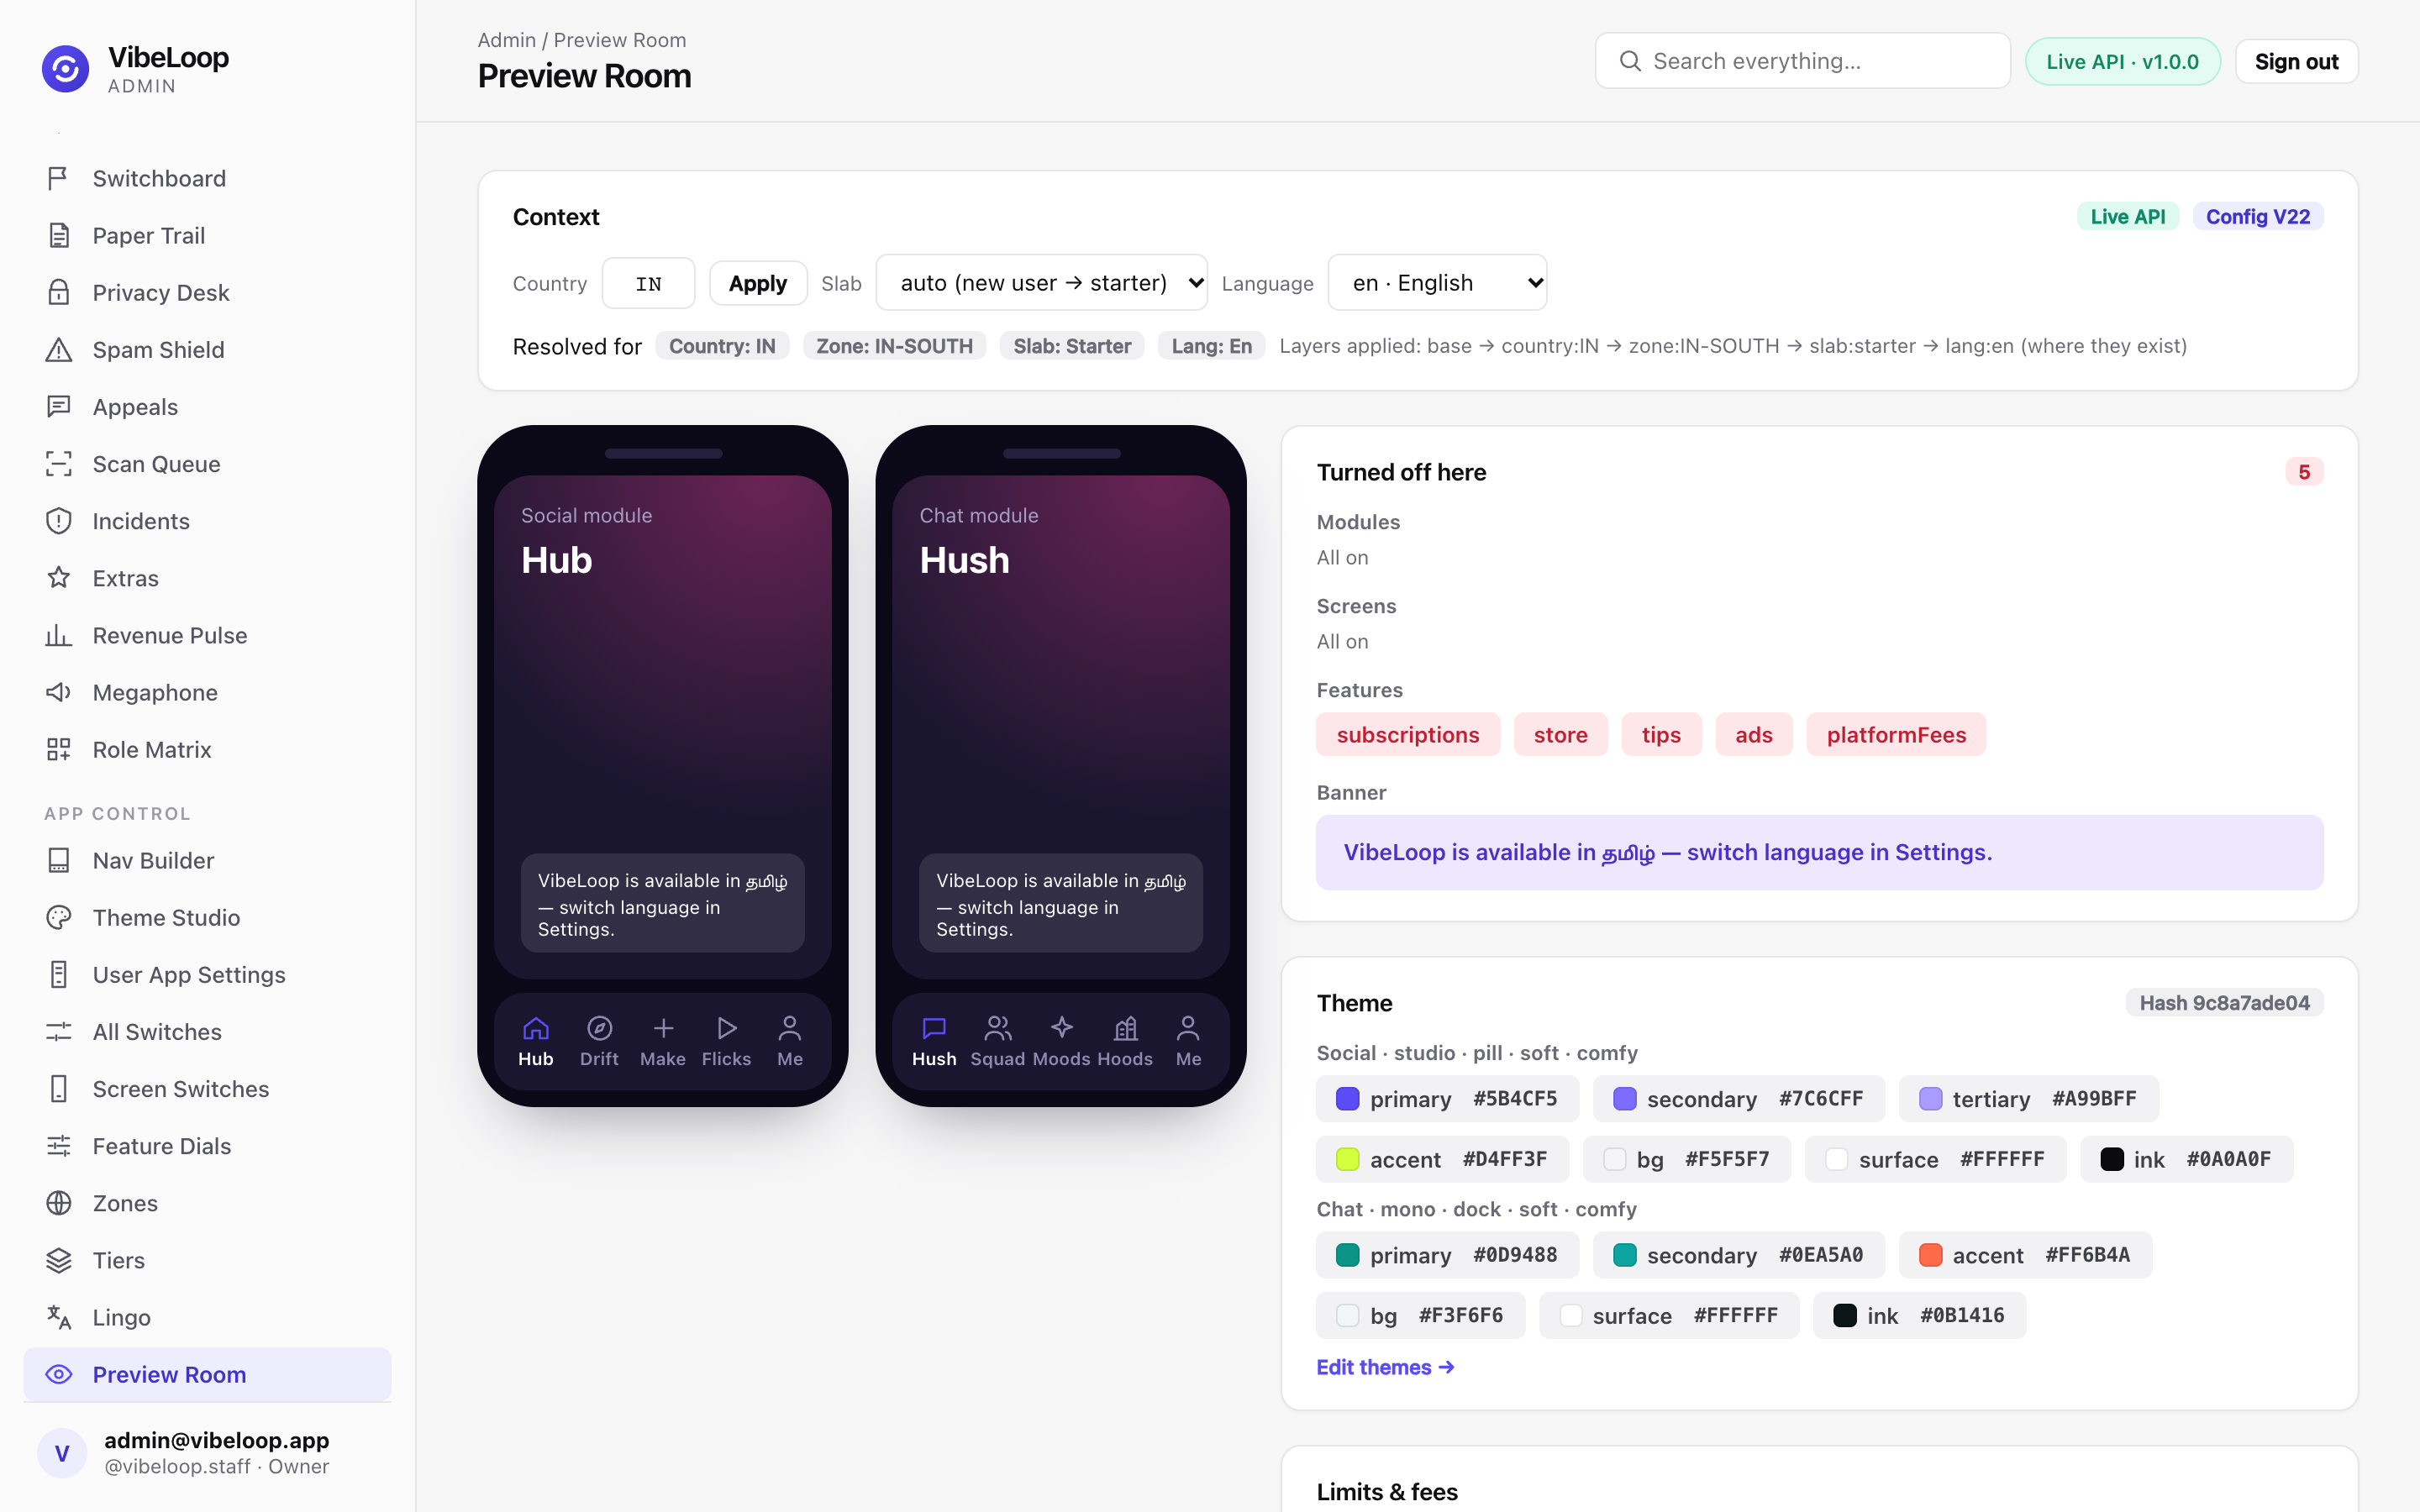 VibeLoop
ADMIN
Switchboard
Paper Trail
Privacy Desk
Spam Shield
Appeals
Scan Queue
Incidents
Extras
Revenue Pulse
Megaphone
Role Matrix
APP CONTROL
Nav Builder
Theme Studio
User App Settings
All Switches
Screen Switches
Feature Dials
Zones
Tiers
Lingo
Preview Room
V
admin@vibeloop.app
@vibeloop.staff · Owner
Admin / Preview Room
Preview Room
Search everything...
Live API · v1.0.0
Sign out
Context
Live API
Config V22
Country IN Apply Slab auto (new user → starter) Language en · English
Resolved for Country: IN Zone: IN-SOUTH Slab: Starter Lang: En Layers applied: base → country:IN → zone:IN-SOUTH → slab:starter → lang:en (where they exist)
Social module
Hub
VibeLoop is available in தமிழ்
— switch language in
Settings.
Hub Drift Make Flicks Me
Chat module
Hush
VibeLoop is available in தமிழ்
— switch language in
Settings.
Hush Squad Moods Hoods Me
Turned off here
5
Modules
All on
Screens
All on
Features
subscriptions store tips ads platformFees
Banner
VibeLoop is available in தமிழ் — switch language in Settings.
Theme
Hash 9c8a7ade04
Social · studio · pill · soft · comfy
primary #5B4CF5 secondary #7C6CFF tertiary #A99BFF
accent #D4FF3F bg #F5F5F7 surface #FFFFFF ink #0A0A0F
Chat · mono · dock · soft · comfy
primary #0D9488 secondary #0EA5A0 accent #FF6B4A
bg #F3F6F6 surface #FFFFFF ink #0B1416
Edit themes →
Limits & fees